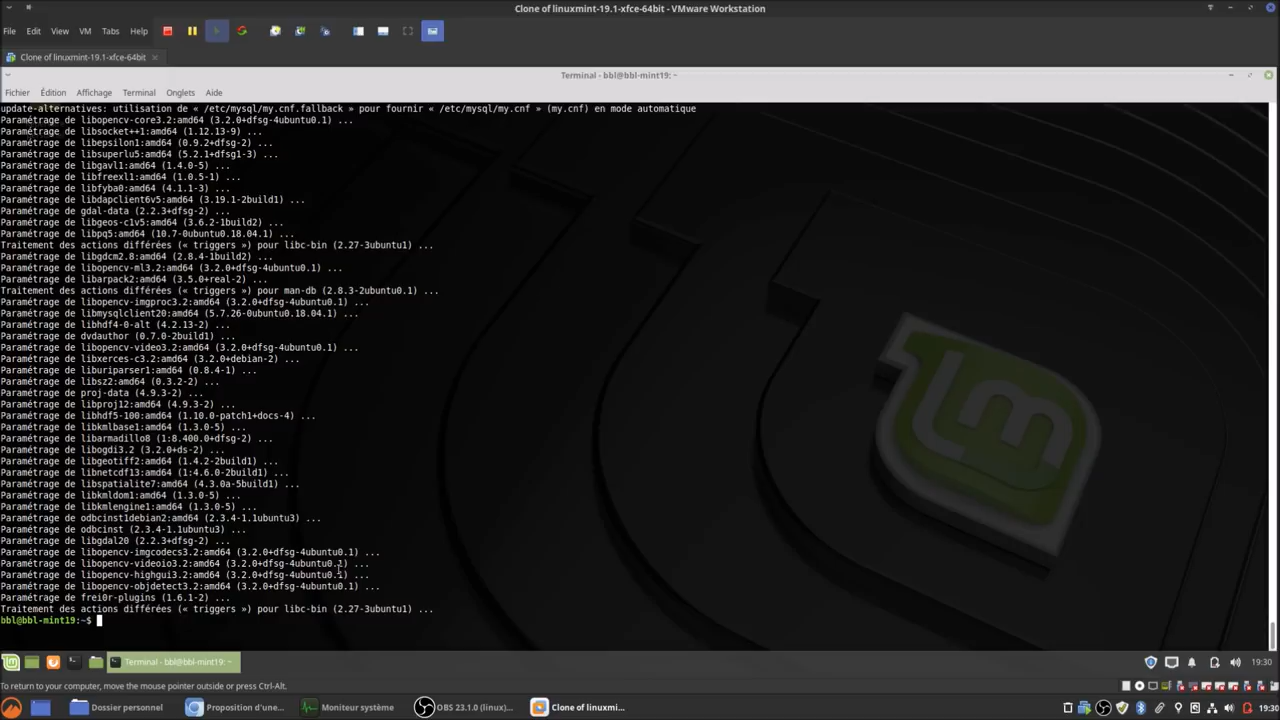 Clone of linuxmint-19.1-xfce-64bit - VMware Workstation
File Edit View VM Tabs Help
Clone of linuxmint-19.1-xfce-64bit
Terminal - bbl@bbl-mint19: ~
Fichier Édition Affichage Terminal Onglets Aide
update-alternatives: utilisation de « /etc/mysql/my.cnf.fallback » pour fournir « /etc/mysql/my.cnf » (my.cnf) en mode automatique
Paramétrage de libopencv-core3.2:amd64 (3.2.0+dfsg-4ubuntu0.1) ...
Paramétrage de libsocket++1:amd64 (1.12.13-9) ...
Paramétrage de libepsilon1:amd64 (0.9.2+dfsg-2) ...
Paramétrage de libsuperlu5:amd64 (5.2.1+dfsg1-3) ...
Paramétrage de libgavl1:amd64 (1.4.0-5) ...
Paramétrage de libfreexl1:amd64 (1.0.5-1) ...
Paramétrage de libfyba0:amd64 (4.1.1-3) ...
Paramétrage de libdapclient6v5:amd64 (3.19.1-2build1) ...
Paramétrage de gdal-data (2.2.3+dfsg-2) ...
Paramétrage de libgeos-c1v5:amd64 (3.6.2-1build2) ...
Paramétrage de libpq5:amd64 (10.7-0ubuntu0.18.04.1) ...
Traitement des actions différées (« triggers ») pour libc-bin (2.27-3ubuntu1) ...
Paramétrage de libgdcm2.8:amd64 (2.8.4-1build2) ...
Paramétrage de libopencv-ml3.2:amd64 (3.2.0+dfsg-4ubuntu0.1) ...
Paramétrage de libarpack2:amd64 (3.5.0+real-2) ...
Traitement des actions différées (« triggers ») pour man-db (2.8.3-2ubuntu0.1) ...
Paramétrage de libopencv-imgproc3.2:amd64 (3.2.0+dfsg-4ubuntu0.1) ...
Paramétrage de libmysqlclient20:amd64 (5.7.26-0ubuntu0.18.04.1) ...
Paramétrage de libhdf4-0-alt (4.2.13-2) ...
Paramétrage de dvdauthor (0.7.0-2build1) ...
Paramétrage de libopencv-video3.2:amd64 (3.2.0+dfsg-4ubuntu0.1) ...
Paramétrage de libxerces-c3.2:amd64 (3.2.0+debian-2) ...
Paramétrage de liburiparser1 (0.8.4-1) ...
Paramétrage de libsz2:amd64 (0.3.2-2) ...
Paramétrage de proj-data (4.9.3-2) ...
Paramétrage de libproj12:amd64 (4.9.3-2) ...
Paramétrage de libhdf5-100:amd64 (1.10.0-patch1+docs-4) ...
Paramétrage de libkmlbase1:amd64 (1.3.0-5) ...
Paramétrage de libarmadillo8 (1:8.400.0+dfsg-2) ...
Paramétrage de libogdi3.2 (3.2.0+ds-2) ...
Paramétrage de libgeotiff2:amd64 (1.4.2-2build1) ...
Paramétrage de libnetcdf13:amd64 (1:4.6.0-2build1) ...
Paramétrage de libspatialite7:amd64 (4.3.0a-5build1) ...
Paramétrage de libkmldom1:amd64 (1.3.0-5) ...
Paramétrage de libkmlengine1:amd64 (1.3.0-5) ...
Paramétrage de odbcinst1debian2:amd64 (2.3.4-1.1ubuntu3) ...
Paramétrage de odbcinst (2.3.4-1.1ubuntu3) ...
Paramétrage de libgdal20 (2.2.3+dfsg-2) ...
Paramétrage de libopencv-imgcodecs3.2:amd64 (3.2.0+dfsg-4ubuntu0.1) ...
Paramétrage de libopencv-videoio3.2:amd64 (3.2.0+dfsg-4ubuntu0.1) ...
Paramétrage de libopencv-highgui3.2:amd64 (3.2.0+dfsg-4ubuntu0.1) ...
Paramétrage de libopencv-objdetect3.2:amd64 (3.2.0+dfsg-4ubuntu0.1) ...
Paramétrage de frei0r-plugins (1.6.1-2) ...
Traitement des actions différées (« triggers ») pour libc-bin (2.27-3ubuntu1) ...
bbl@bbl-mint19:~$
Terminal - bbl@bbl-mint19: ~ 19:30
To return to your computer, move the mouse pointer outside or press Ctrl-Alt.
Dossier personnel Proposition d'une... Moniteur système OBS 23.1.0 (linux)... Clone of linuxmi... 19:30